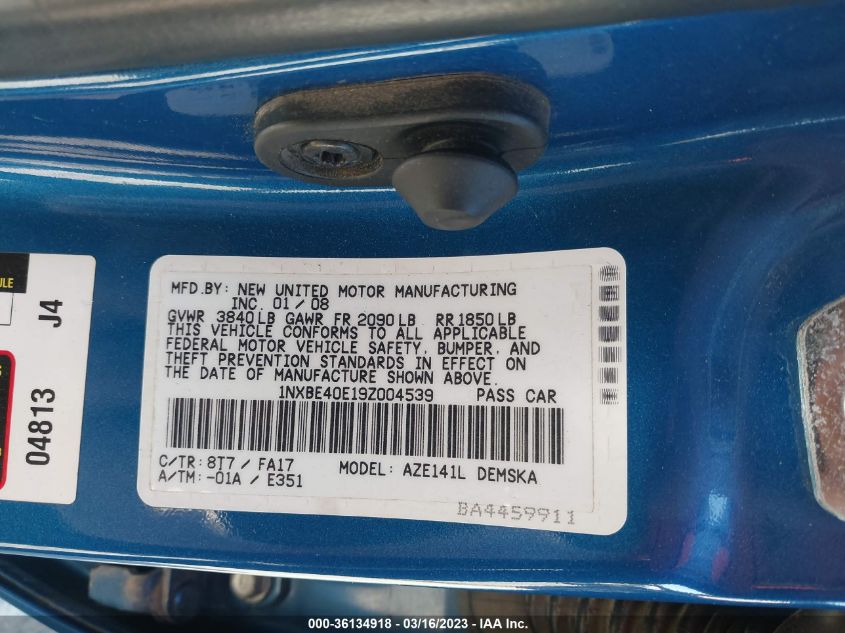 MFD.BY: NEW UNITED MOTOR MANUFACTURING
INC. 01/08
GVWR 3840LB GAWR FR 2090LB RR1850LB
THIS VEHICLE CONFORMS TO ALL APPLICABLE
FEDERAL MOTOR VEHICLE SAFETY, BUMPER, AND
THEFT PREVENTION STANDARDS IN EFFECT ON
THE DATE OF MANUFACTURE SHOWN ABOVE.
1NXBE40E19Z004539 PASS CAR
C/TR: 8T7 / FA17 MODEL: AZE141L DEMSKA
A/TM: -01A / E351
BA4459911
J4
04813
000-36134918 - 03/16/2023 - IAA Inc.